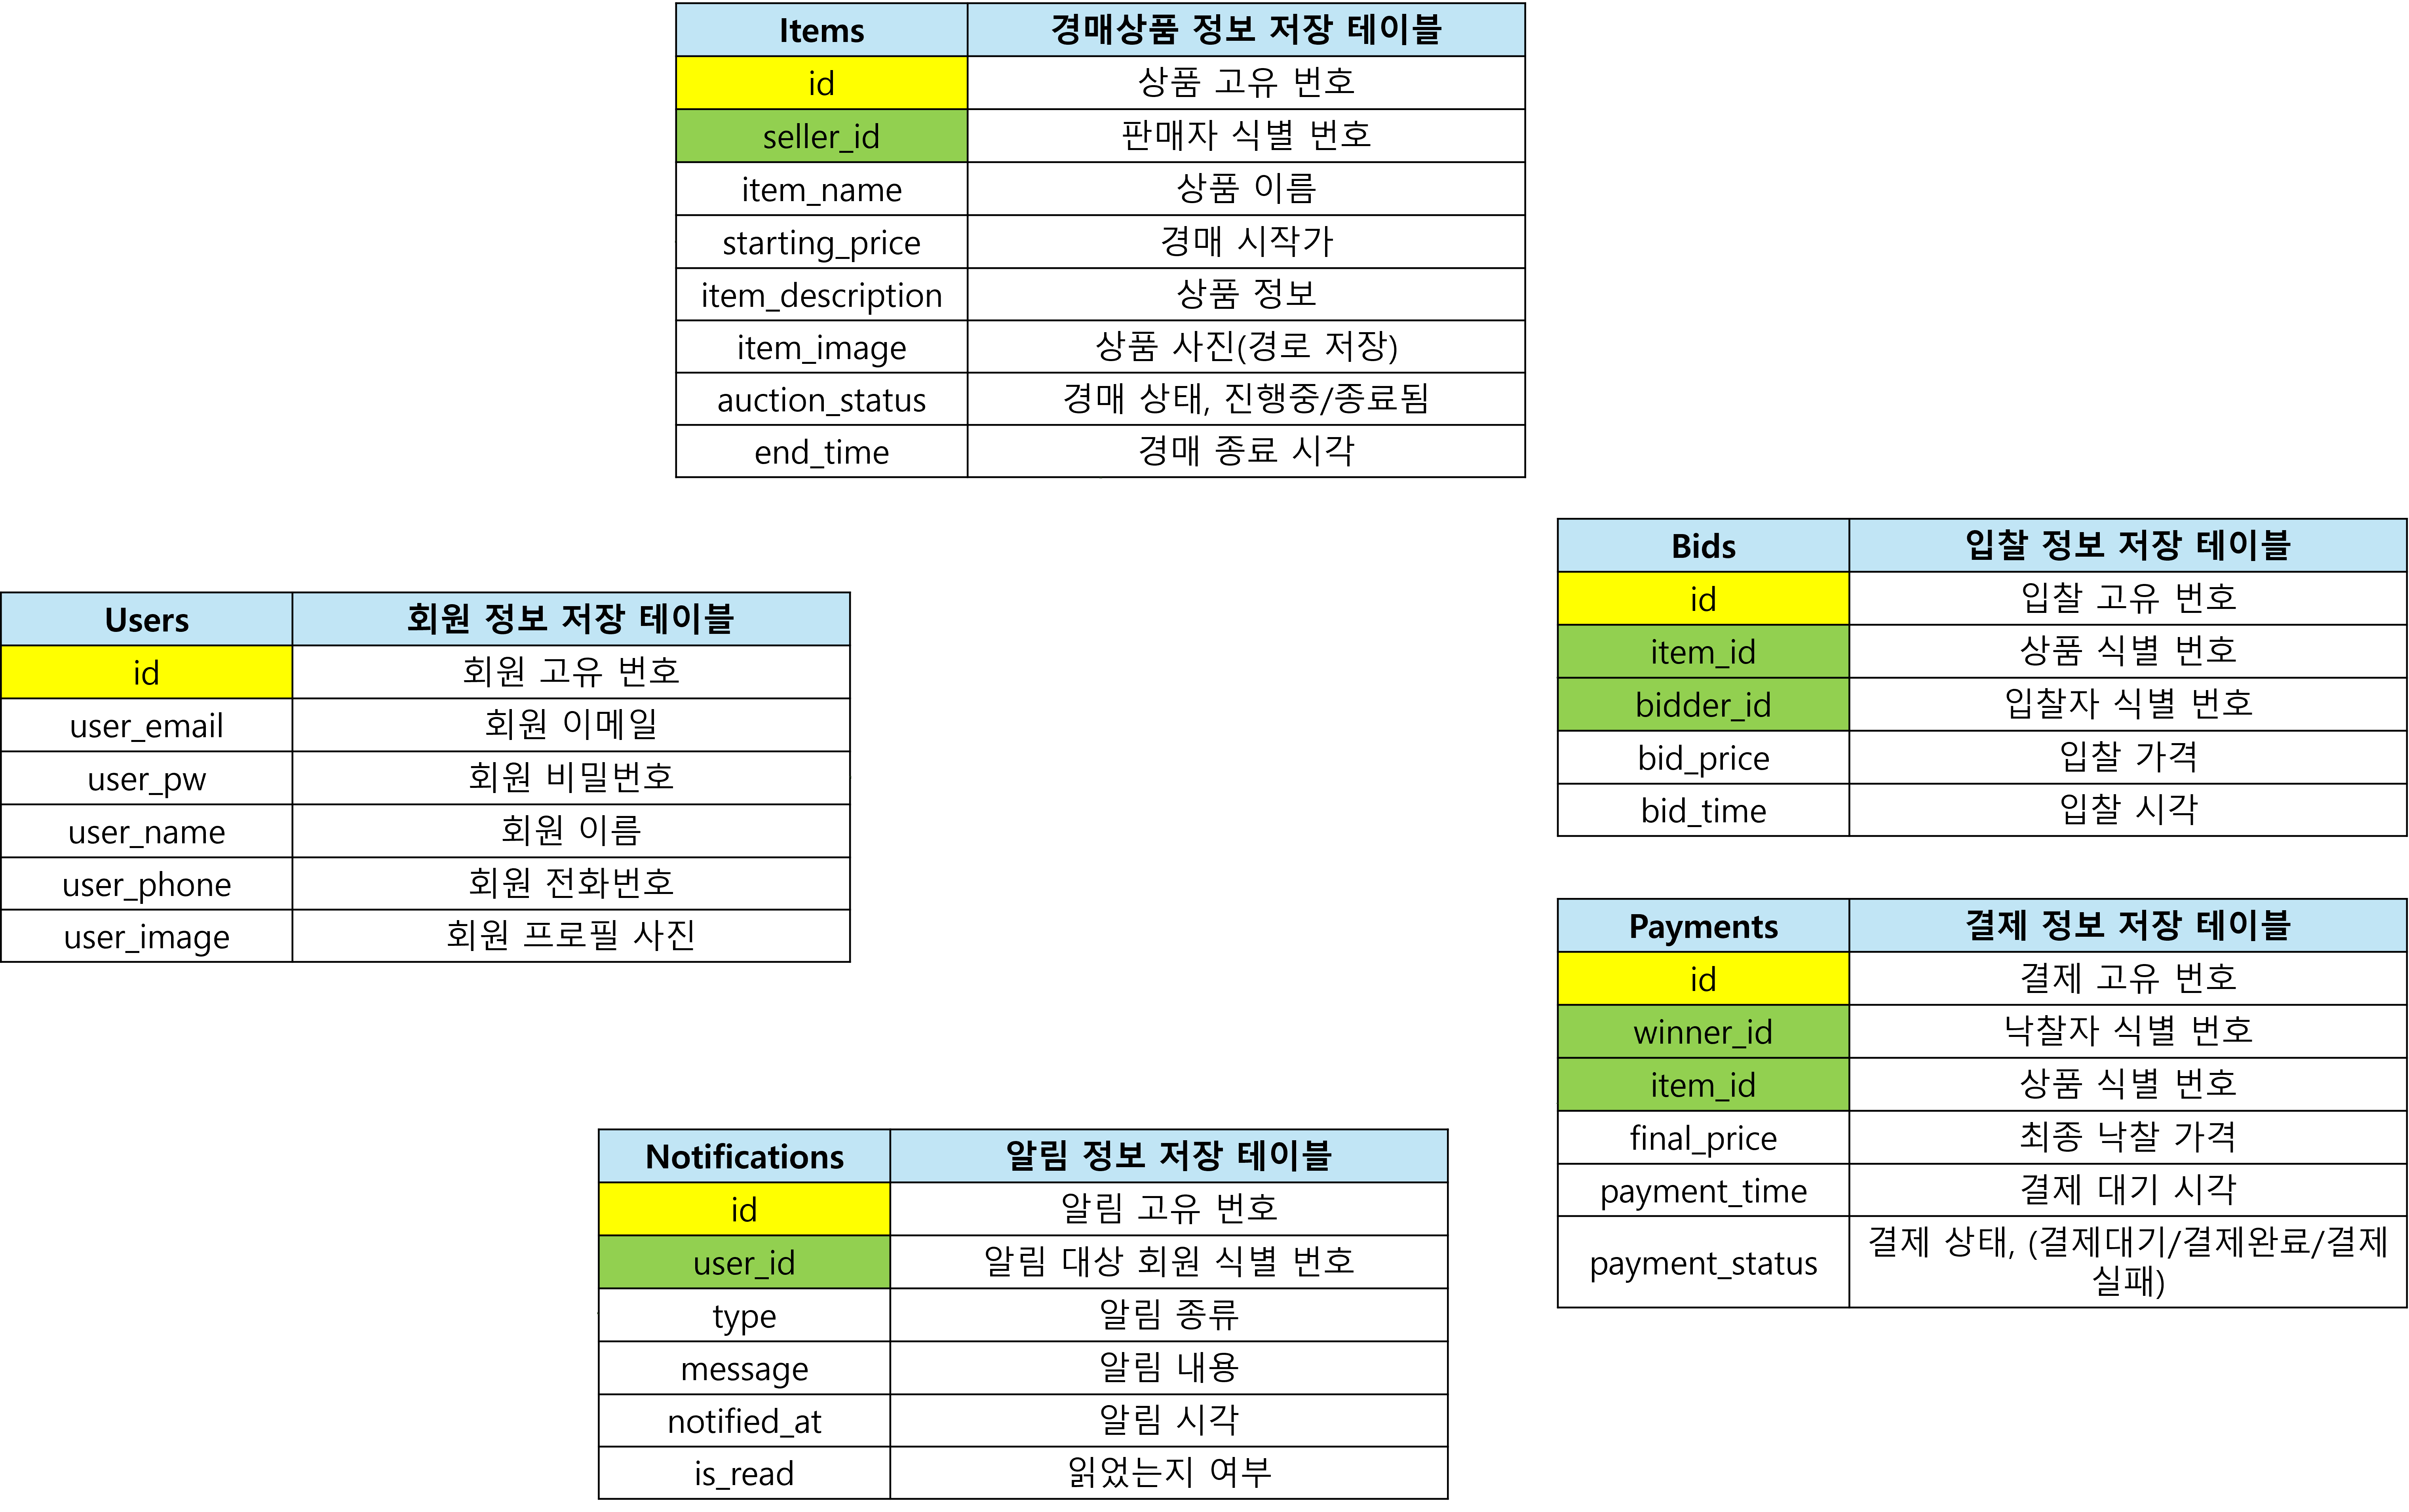 Items 경매상품 정보 저장 테이블
id 상품 고유 번호
seller_id 판매자 식별 번호
item_name 상품 이름
starting_price 경매 시작가
item_description 상품 정보
item_image 상품 사진(경로 저장)
auction_status 경매 상태, 진행중/종료됨
end_time 경매 종료 시각
Users 회원 정보 저장 테이블
id 회원 고유 번호
user_email 회원 이메일
user_pw 회원 비밀번호
user_name 회원 이름
user_phone 회원 전화번호
user_image 회원 프로필 사진
Bids 입찰 정보 저장 테이블
id 입찰 고유 번호
item_id 상품 식별 번호
bidder_id 입찰자 식별 번호
bid_price 입찰 가격
bid_time 입찰 시각
Payments 결제 정보 저장 테이블
id 결제 고유 번호
winner_id 낙찰자 식별 번호
item_id 상품 식별 번호
final_price 최종 낙찰 가격
payment_time 결제 대기 시각
payment_status 결제 상태, (결제대기/결제완료/결제
실패)
Notifications 알림 정보 저장 테이블
id 알림 고유 번호
user_id 알림 대상 회원 식별 번호
type 알림 종류
message 알림 내용
notified_at 알림 시각
is_read 읽었는지 여부